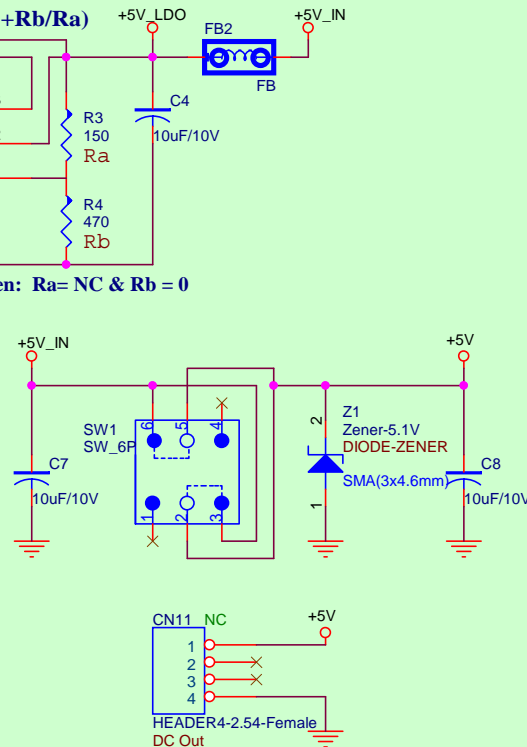 +Rb/Ra)
+5V_LDO
FB2
+5V_IN
FB
C4
10uF/10V
R3
150
Ra
R4
470
Rb
en: Ra= NC & Rb = 0
+5V_IN
+5V
SW1
SW_6P
6
5
4
1
2
3
C7
10uF/10V
2
Z1
Zener-5.1V
DIODE-ZENER
SMA(3x4.6mm)
1
C8
10uF/10V
CN11 NC
+5V
1
2
3
4
HEADER4-2.54-Female
DC Out